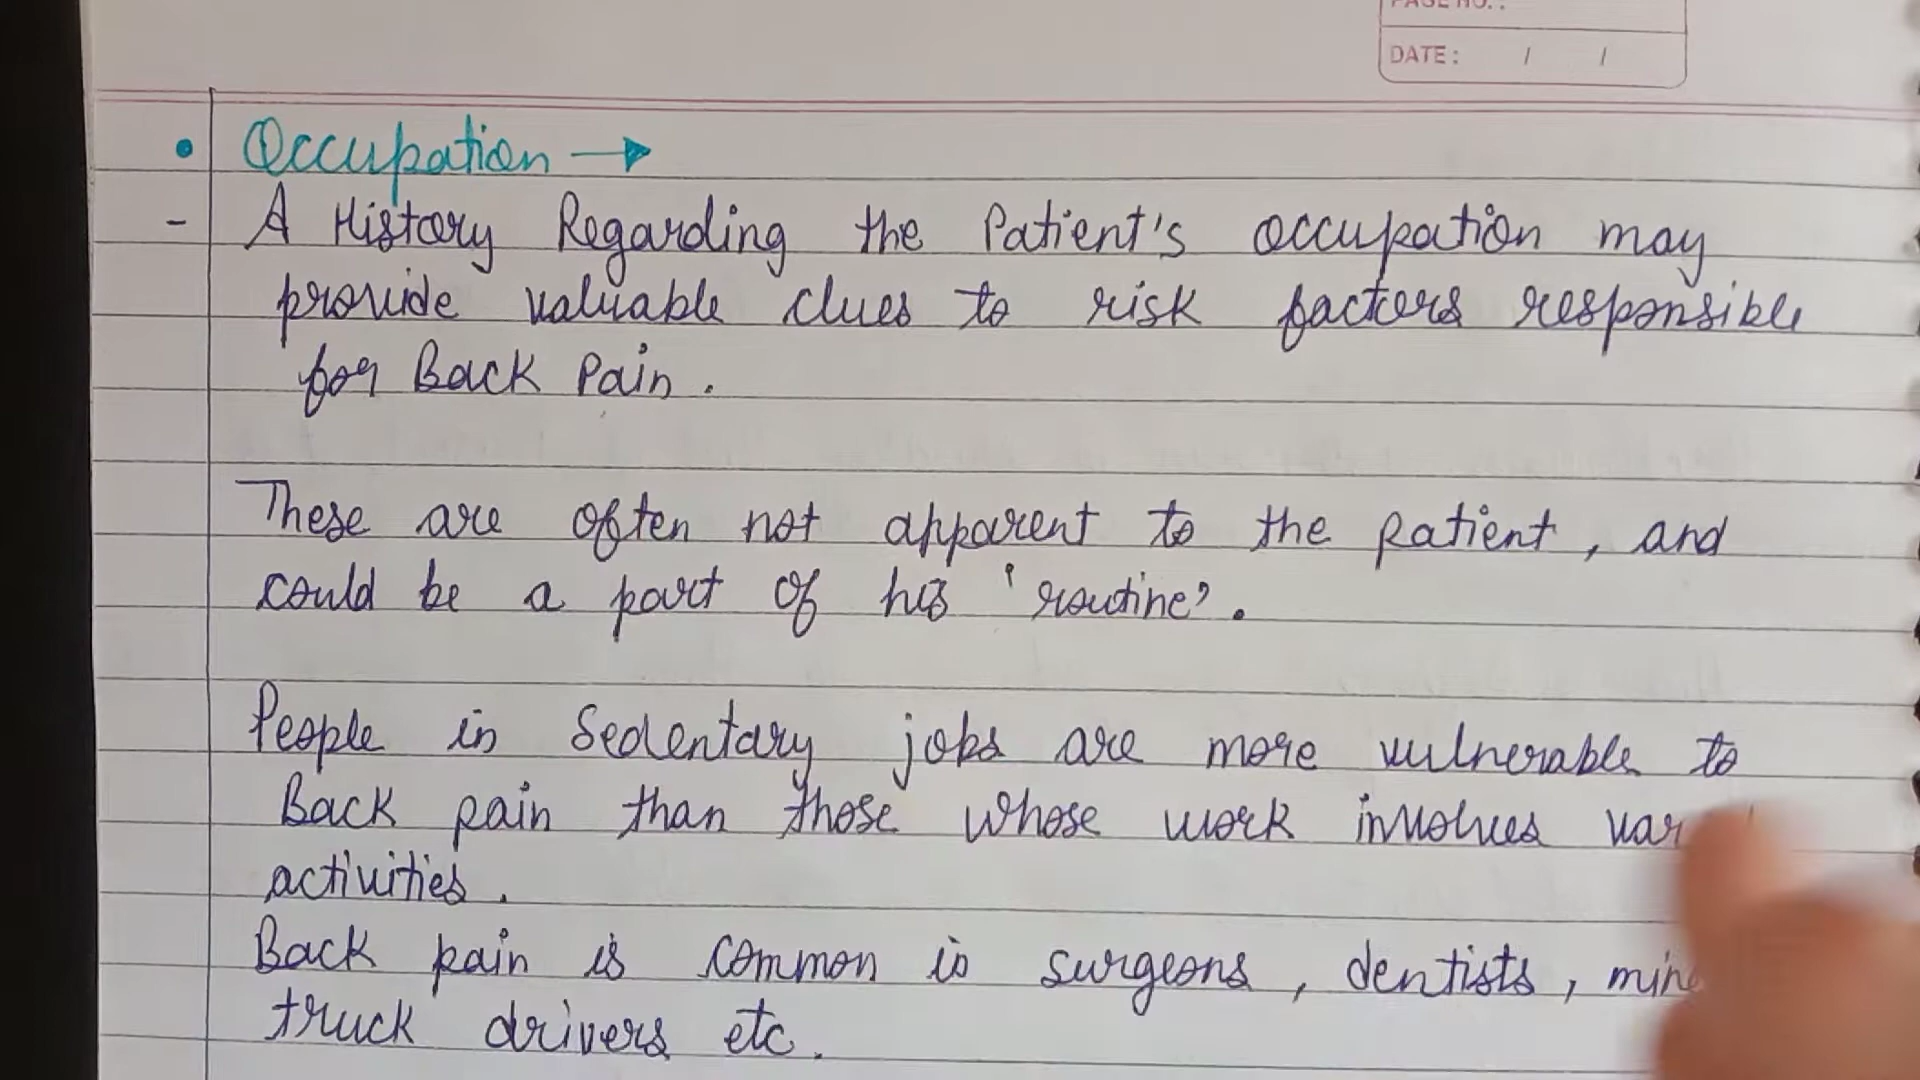 PAGE NO.:
DATE: / /
• Occupation →
- A History Regarding the Patient's occupation may
provide valuable clues to risk factors responsible
for Back Pain.
These are often not apparent to the patient, and
could be a part of his 'routine'.
People in Sedentary jobs are more vulnerable to
Back pain than those whose work involves
activities.
Back pain is common in surgeons, dentists,
truck drivers etc.